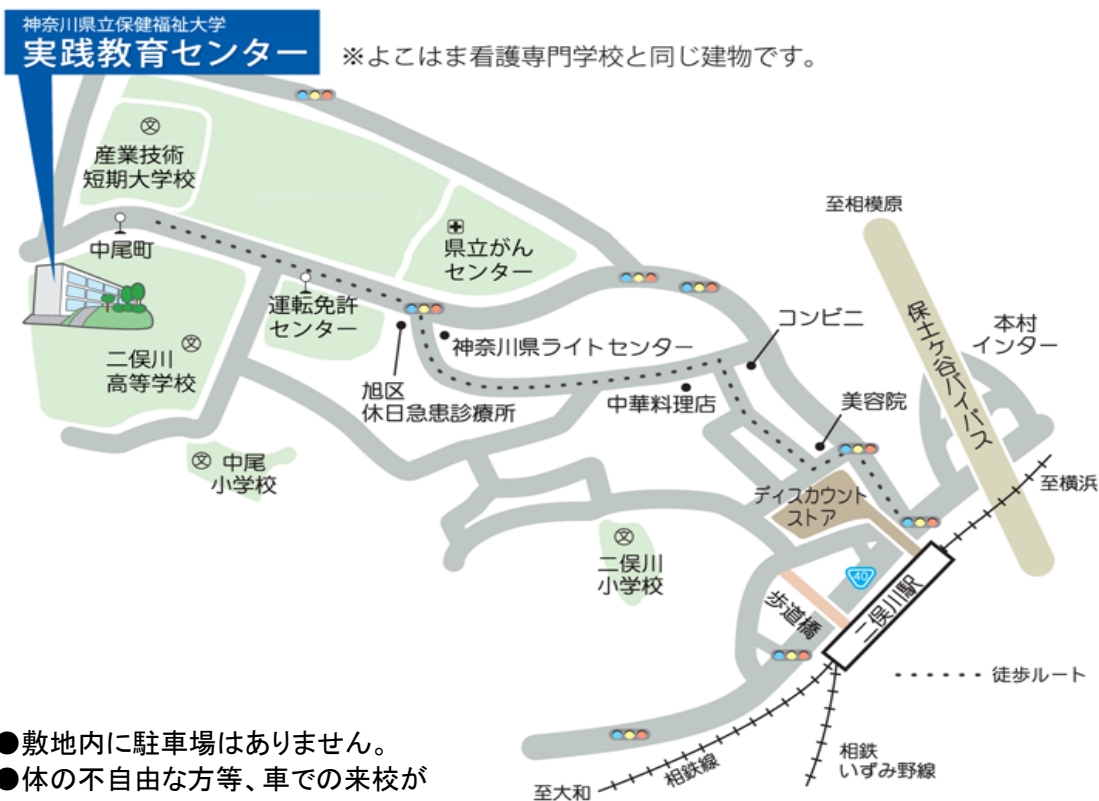 神奈川県立保健福祉大学
実践教育センター
※よこはま看護専門学校と同じ建物です。
産業技術
短期大学校
中尾町
県立がん
センター
至相模原
運転免許
センター
コンビニ
保土ヶ谷バイパス
本村
インター
神奈川県ライトセンター
二俣川
高等学校
旭区
休日急患診療所
中華料理店
美容院
中尾
小学校
ディスカウント
ストア
至横浜
二俣川
小学校
40
二俣川駅
歩道橋
徒歩ルート
●敷地内に駐車場はありません。
●体の不自由な方等、車での来校が
相鉄
いずみ野線
相鉄線
至大和
文
文
文
文